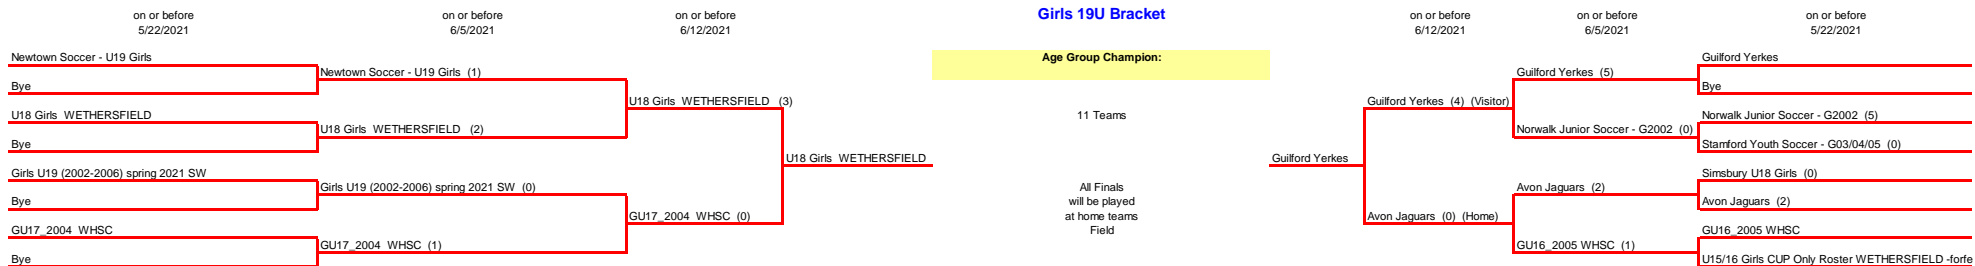 on or before
5/22/2021
on or before
6/5/2021
on or before
6/12/2021
Girls 19U Bracket
on or before
6/12/2021
on or before
6/5/2021
on or before
5/22/2021
Newtown Soccer - U19 Girls
Bye
U18 Girls WETHERSFIELD
Bye
Girls U19 (2002-2006) spring 2021 SW
Bye
GU17_2004 WHSC
Bye
Newtown Soccer - U19 Girls (1)
U18 Girls WETHERSFIELD (2)
Girls U19 (2002-2006) spring 2021 SW (0)
GU17_2004 WHSC (1)
U18 Girls WETHERSFIELD (3)
GU17_2004 WHSC (0)
U18 Girls WETHERSFIELD
Age Group Champion:
11 Teams
All Finals
will be played
at home teams
Field
Guilford Yerkes
Guilford Yerkes (4) (Visitor)
Avon Jaguars (0) (Home)
Guilford Yerkes (5)
Norwalk Junior Soccer - G2002 (0)
Avon Jaguars (2)
GU16_2005 WHSC (1)
Guilford Yerkes
Bye
Norwalk Junior Soccer - G2002 (5)
Stamford Youth Soccer - G03/04/05 (0)
Simsbury U18 Girls (0)
Avon Jaguars (2)
GU16_2005 WHSC
U15/16 Girls CUP Only Roster WETHERSFIELD -forfe